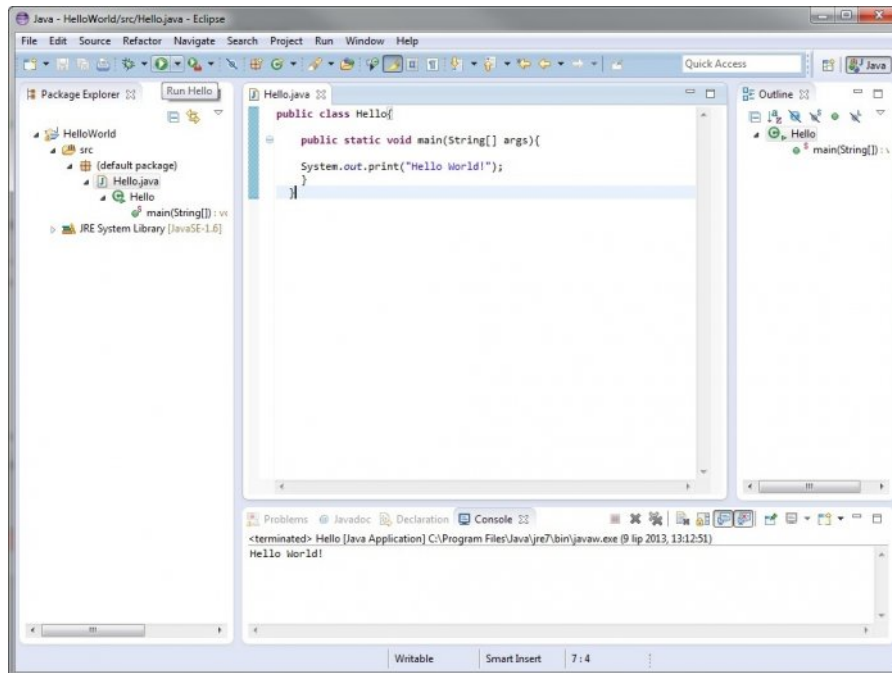 Java - HelloWorld/src/Hello.java - Eclipse
File Edit Source Refactor Navigate Search Project Run Window Help
Quick Access
Java
Package Explorer
Run Hello
HelloWorld
src
(default package)
Hello.java
Hello
main(String[]) :
JRE System Library [JavaSE-1.6]
Hello.java
public class Hello{
public static void main(String[] args){
System.out.print("Hello World!");
}
}
Outline
Hello
main(String[]) :
Problems @ Javadoc Declaration Console
<terminated> Hello [Java Application] C:\Program Files\Java\jre7\bin\javaw.exe (9 lip 2013, 13:12:51)
Hello World!
Writable Smart Insert 7 : 4